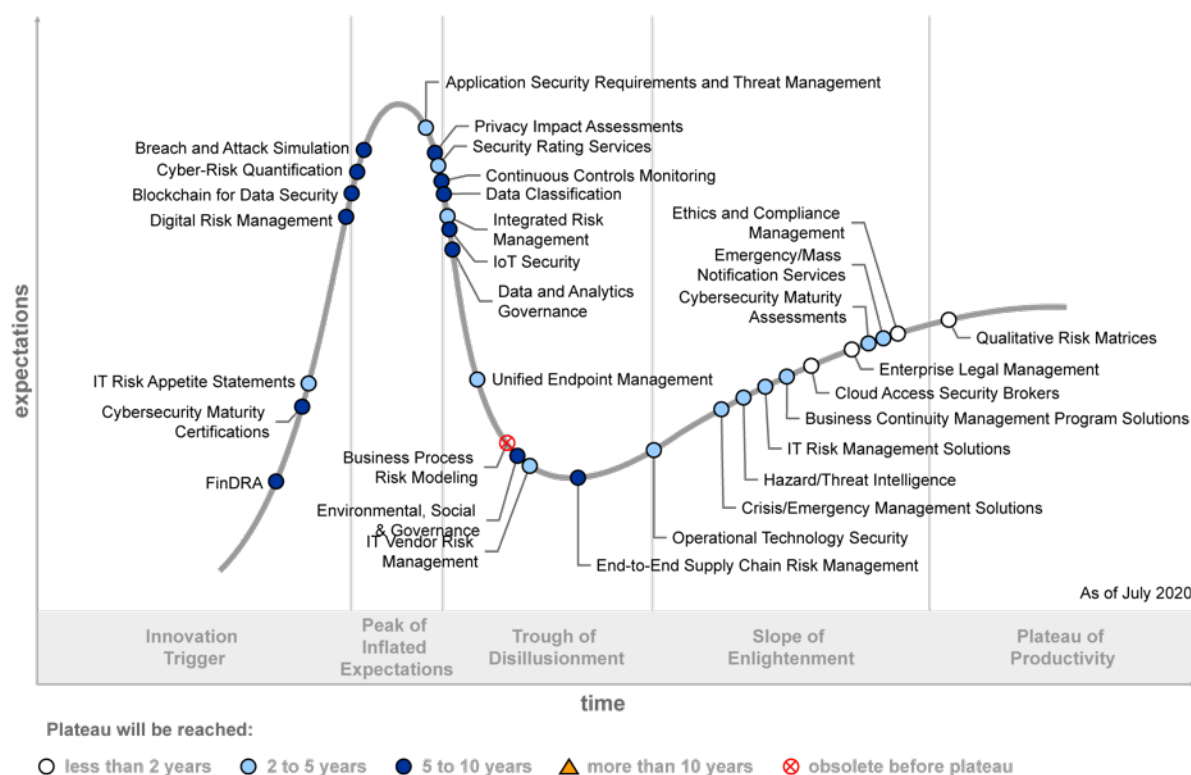 Application Security Requirements and Threat Management
Privacy Impact Assessments
Security Rating Services
Continuous Controls Monitoring
Data Classification
Integrated Risk
Management
IoT Security
Data and Analytics
Governance
Breach and Attack Simulation
Cyber-Risk Quantification
Blockchain for Data Security
Digital Risk Management
IT Risk Appetite Statements
Cybersecurity Maturity
Certifications
FinDRA
Unified Endpoint Management
Business Process
Risk Modeling
Environmental, Social
& Governance
IT Vendor Risk
Management
End-to-End Supply Chain Risk Management
Operational Technology Security
Crisis/Emergency Management Solutions
Hazard/Threat Intelligence
IT Risk Management Solutions
Business Continuity Management Program Solutions
Cloud Access Security Brokers
Enterprise Legal Management
Ethics and Compliance
Management
Emergency/Mass
Notification Services
Cybersecurity Maturity
Assessments
Qualitative Risk Matrices
expectations
As of July 2020
Innovation
Trigger
Peak of
Inflated
Expectations
Trough of
Disillusionment
Slope of
Enlightenment
Plateau of
Productivity
time
Plateau will be reached:
less than 2 years
2 to 5 years
5 to 10 years
more than 10 years
obsolete before plateau